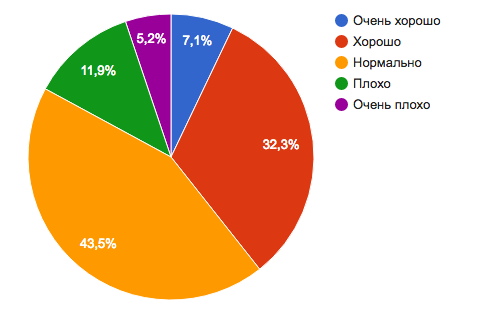 5,2%
7,1%
11,9%
32,3%
43,5%
Очень хорошо
Хорошо
Нормально
Плохо
Очень плохо